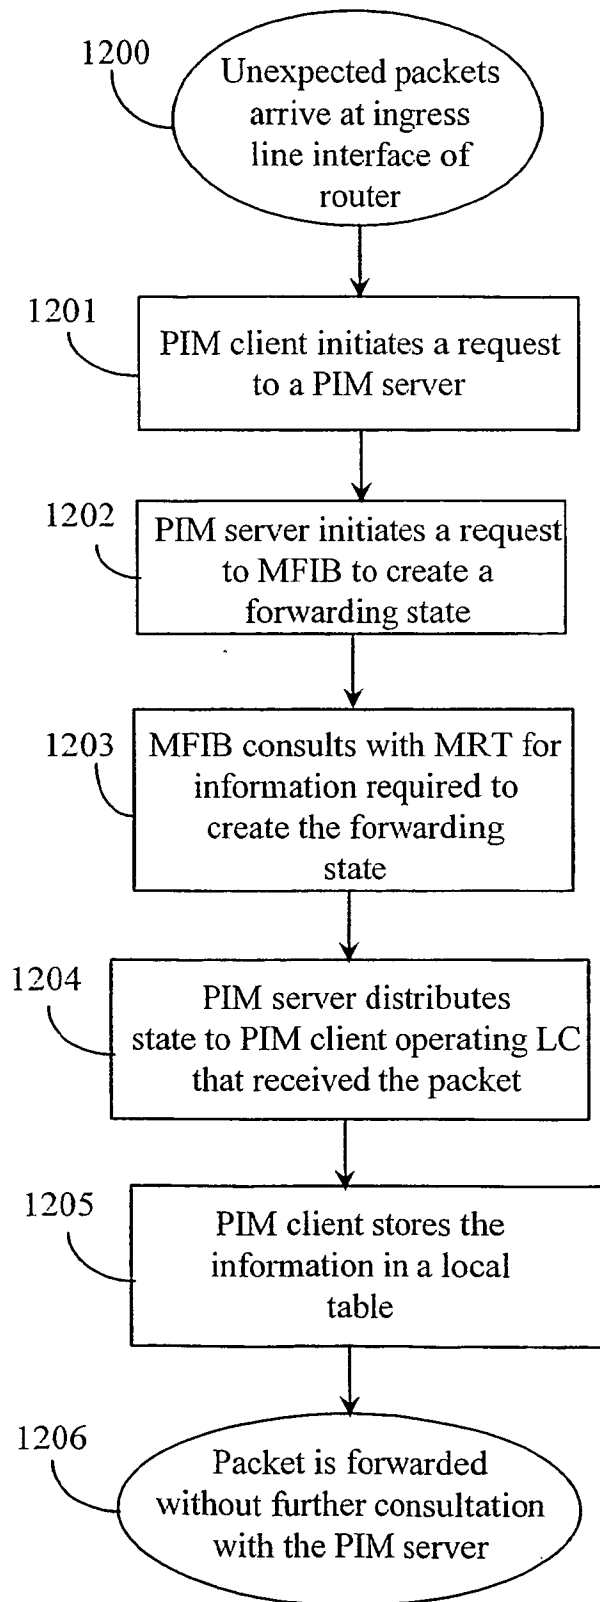 1200
Unexpected packets
arrive at ingress
line interface of
router
1201
PIM client initiates a request
to a PIM server
1202
PIM server initiates a request
to MFIB to create a
forwarding state
1203
MFIB consults with MRT for
information required to
create the forwarding
state
1204
PIM server distributes
state to PIM client operating LC
that received the packet
1205
PIM client stores the
information in a local
table
1206
Packet is forwarded
without further consultation
with the PIM server